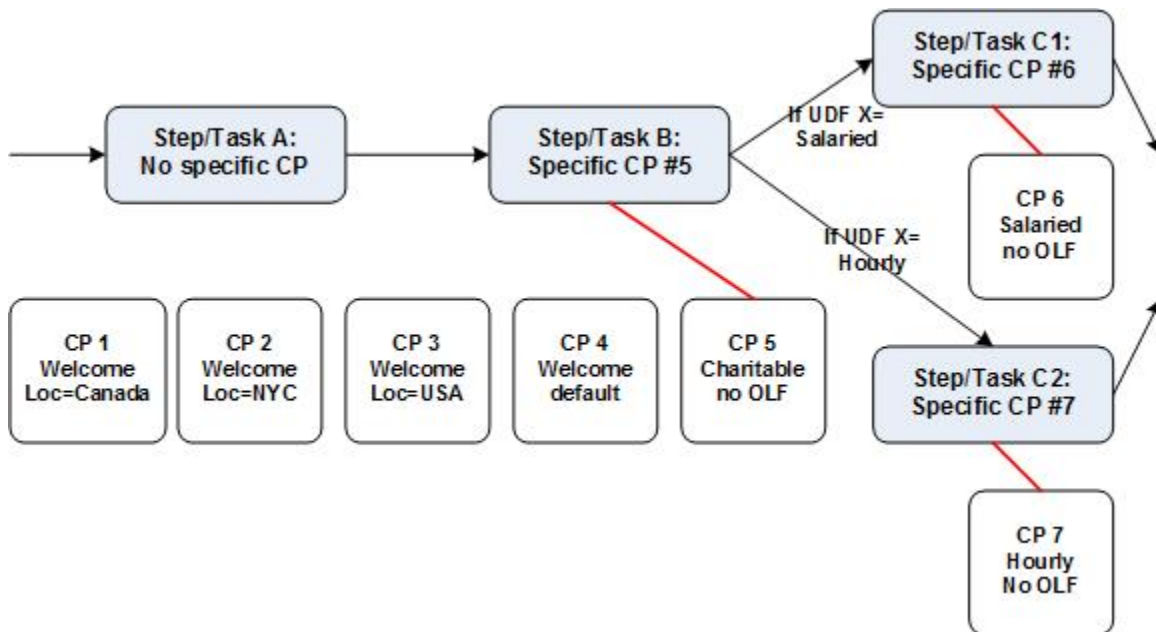 Step/Task A:
No specific CP
Step/Task B:
Specific CP #5
If UDF X=
Salaried
Step/Task C1:
Specific CP #6
CP 6
Salaried
no OLF
If UDF X=
Hourly
Step/Task C2:
Specific CP #7
CP 1
Welcome
Loc=Canada
CP 2
Welcome
Loc=NYC
CP 3
Welcome
Loc=USA
CP 4
Welcome
default
CP 5
Charitable
no OLF
CP 7
Hourly
No OLF